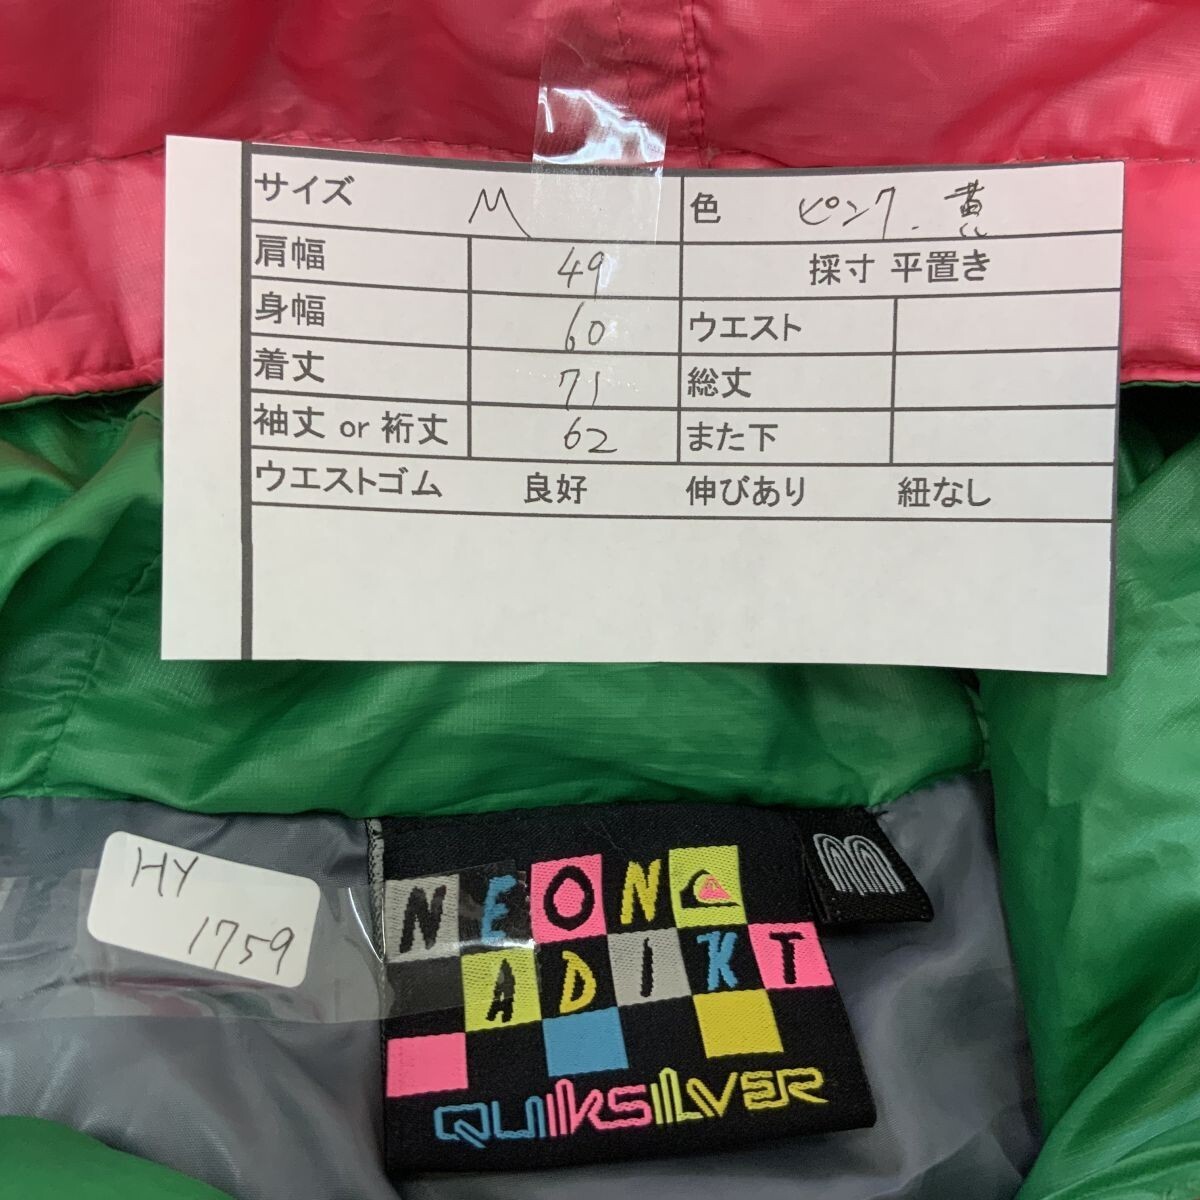 サイズ M 色 ピンク.黄
肩幅 49 採寸 平置き
身幅 60 ウエスト
着丈 71 総丈
袖丈 or 裄丈 62 また下
ウエストゴム 良好 伸びあり 紐なし
HY
1759
NEON
ADIKT
QUIKSILVER
M